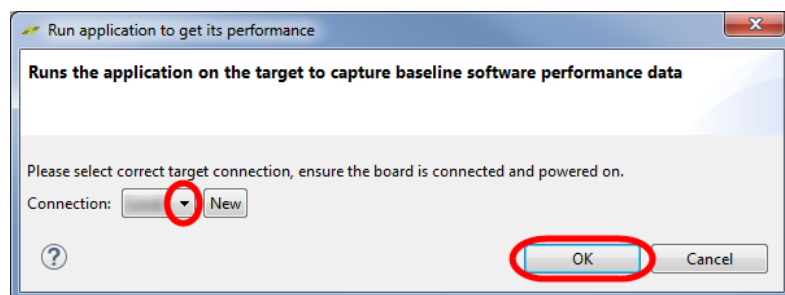 Run application to get its performance
Runs the application on the target to capture baseline software performance data
Please select correct target connection, ensure the board is connected and powered on.
Connection: New
OK Cancel